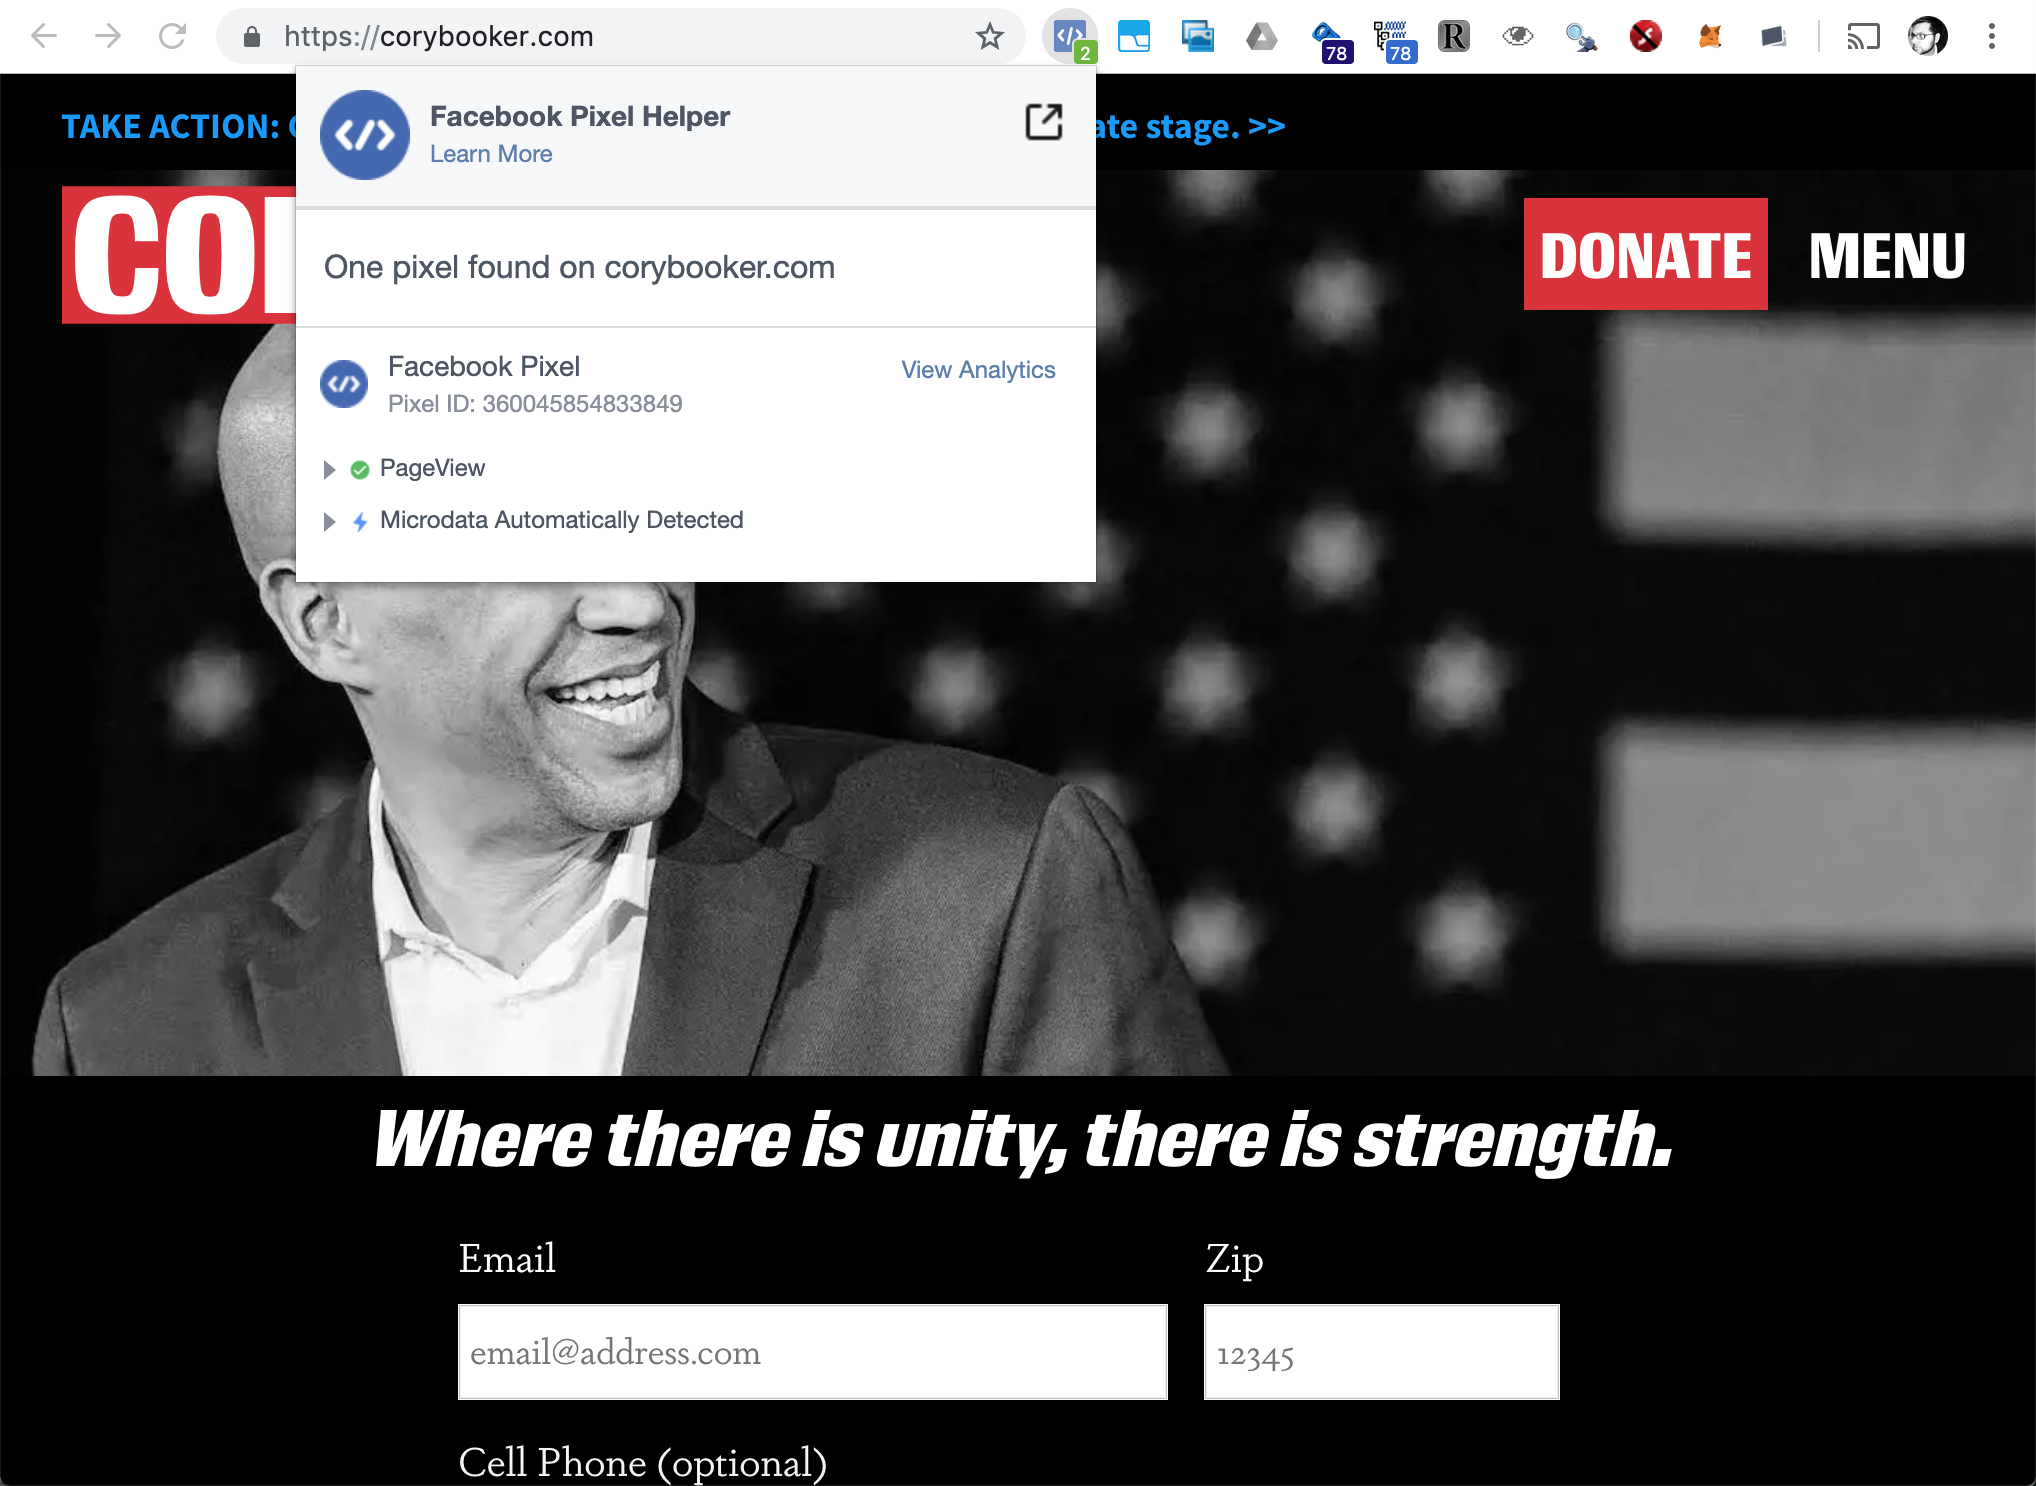 https://corybooker.com
2
78
78
R
TAKE ACTION:
stage. >>
Facebook Pixel Helper
Learn More
DONATE
MENU
One pixel found on corybooker.com
Facebook Pixel
View Analytics
Pixel ID: 360045854833849
PageView
Microdata Automatically Detected
Where there is unity, there is strength.
Email
Zip
email@address.com
12345
Cell Phone (optional)